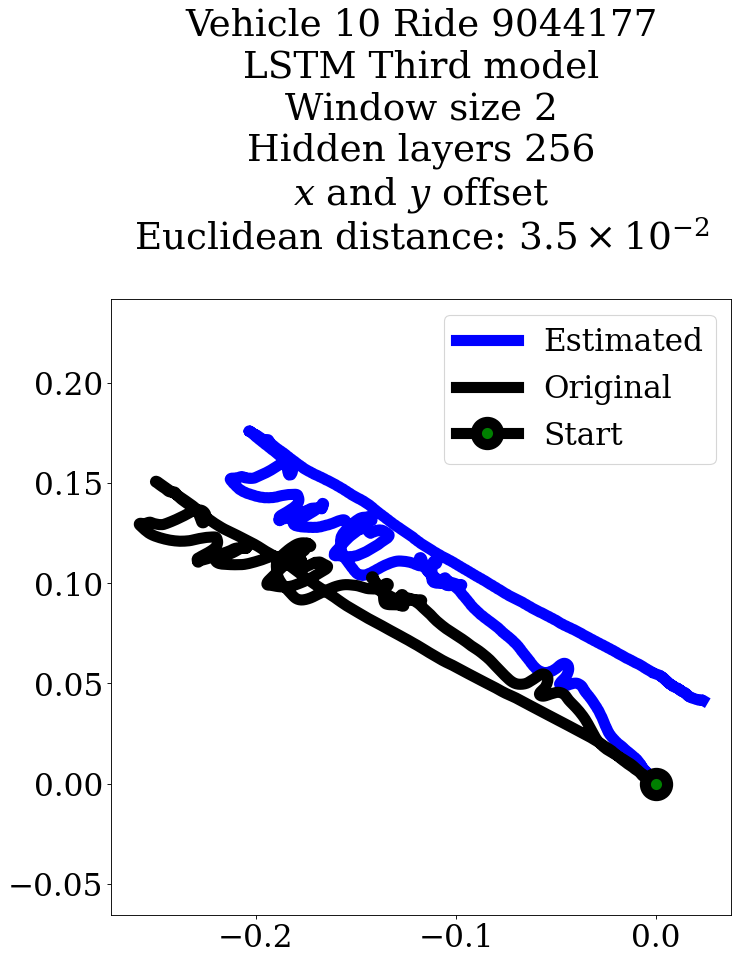 Vehicle 10 Ride 9044177
LSTM Third model
Window size 2
Hidden layers 256
x and y offset
Euclidean distance: 3.5 × 10⁻²
Estimated
Original
Start
0.20
0.15
0.10
0.05
0.00
−0.05
−0.2
−0.1
0.0